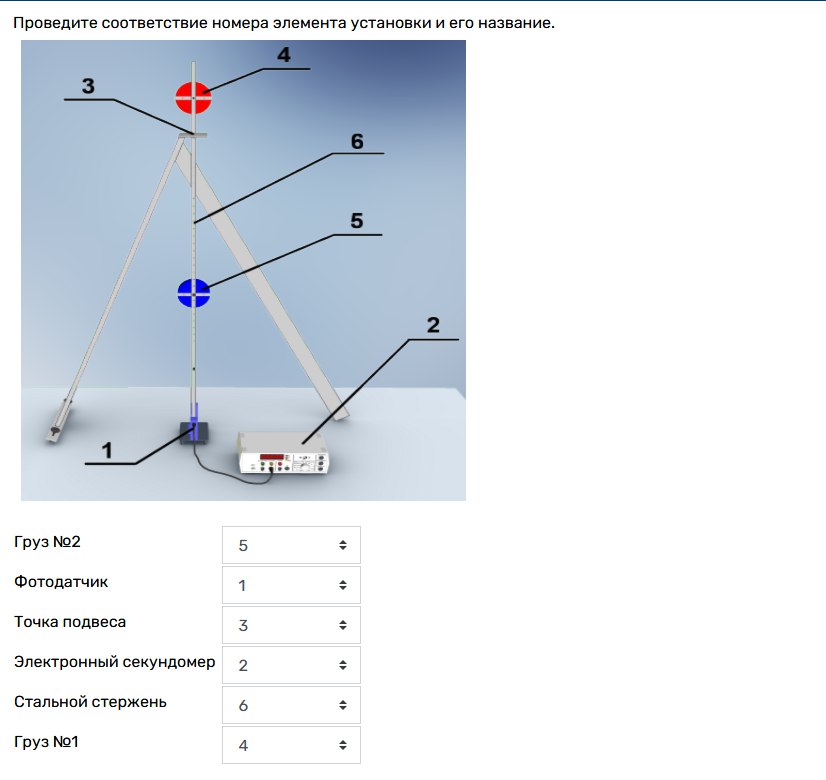 Проведите соответствие номера элемента установки и его название.
4
3
6
5
2
1
Груз №2 5
Фотодатчик 1
Точка подвеса 3
Электронный секундомер 2
Стальной стержень 6
Груз №1 4